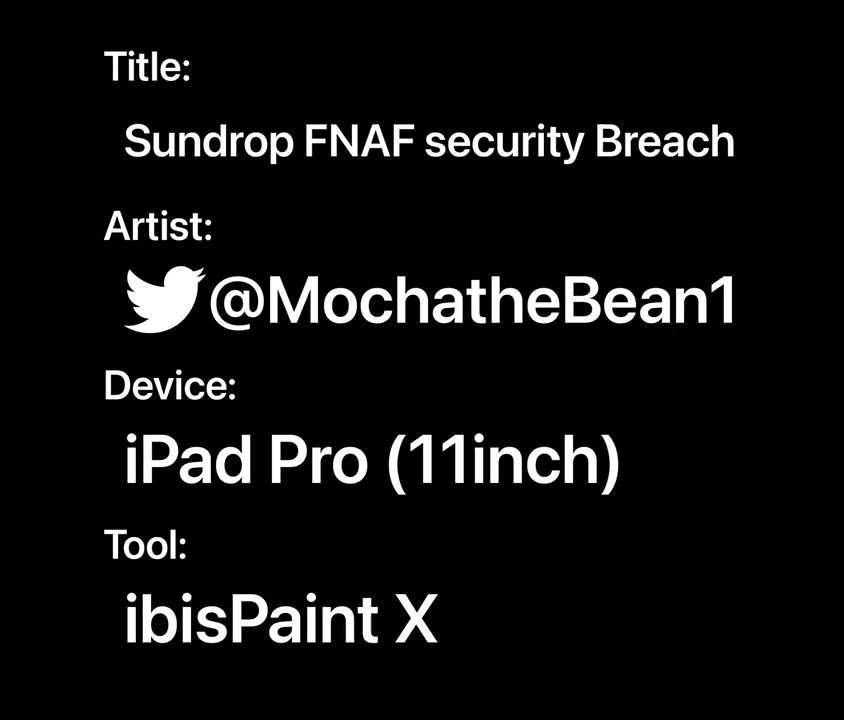 Title:
Sundrop FNAF security Breach
Artist:
@MochatheBean1
Device:
iPad Pro (11inch)
Tool:
ibisPaint X